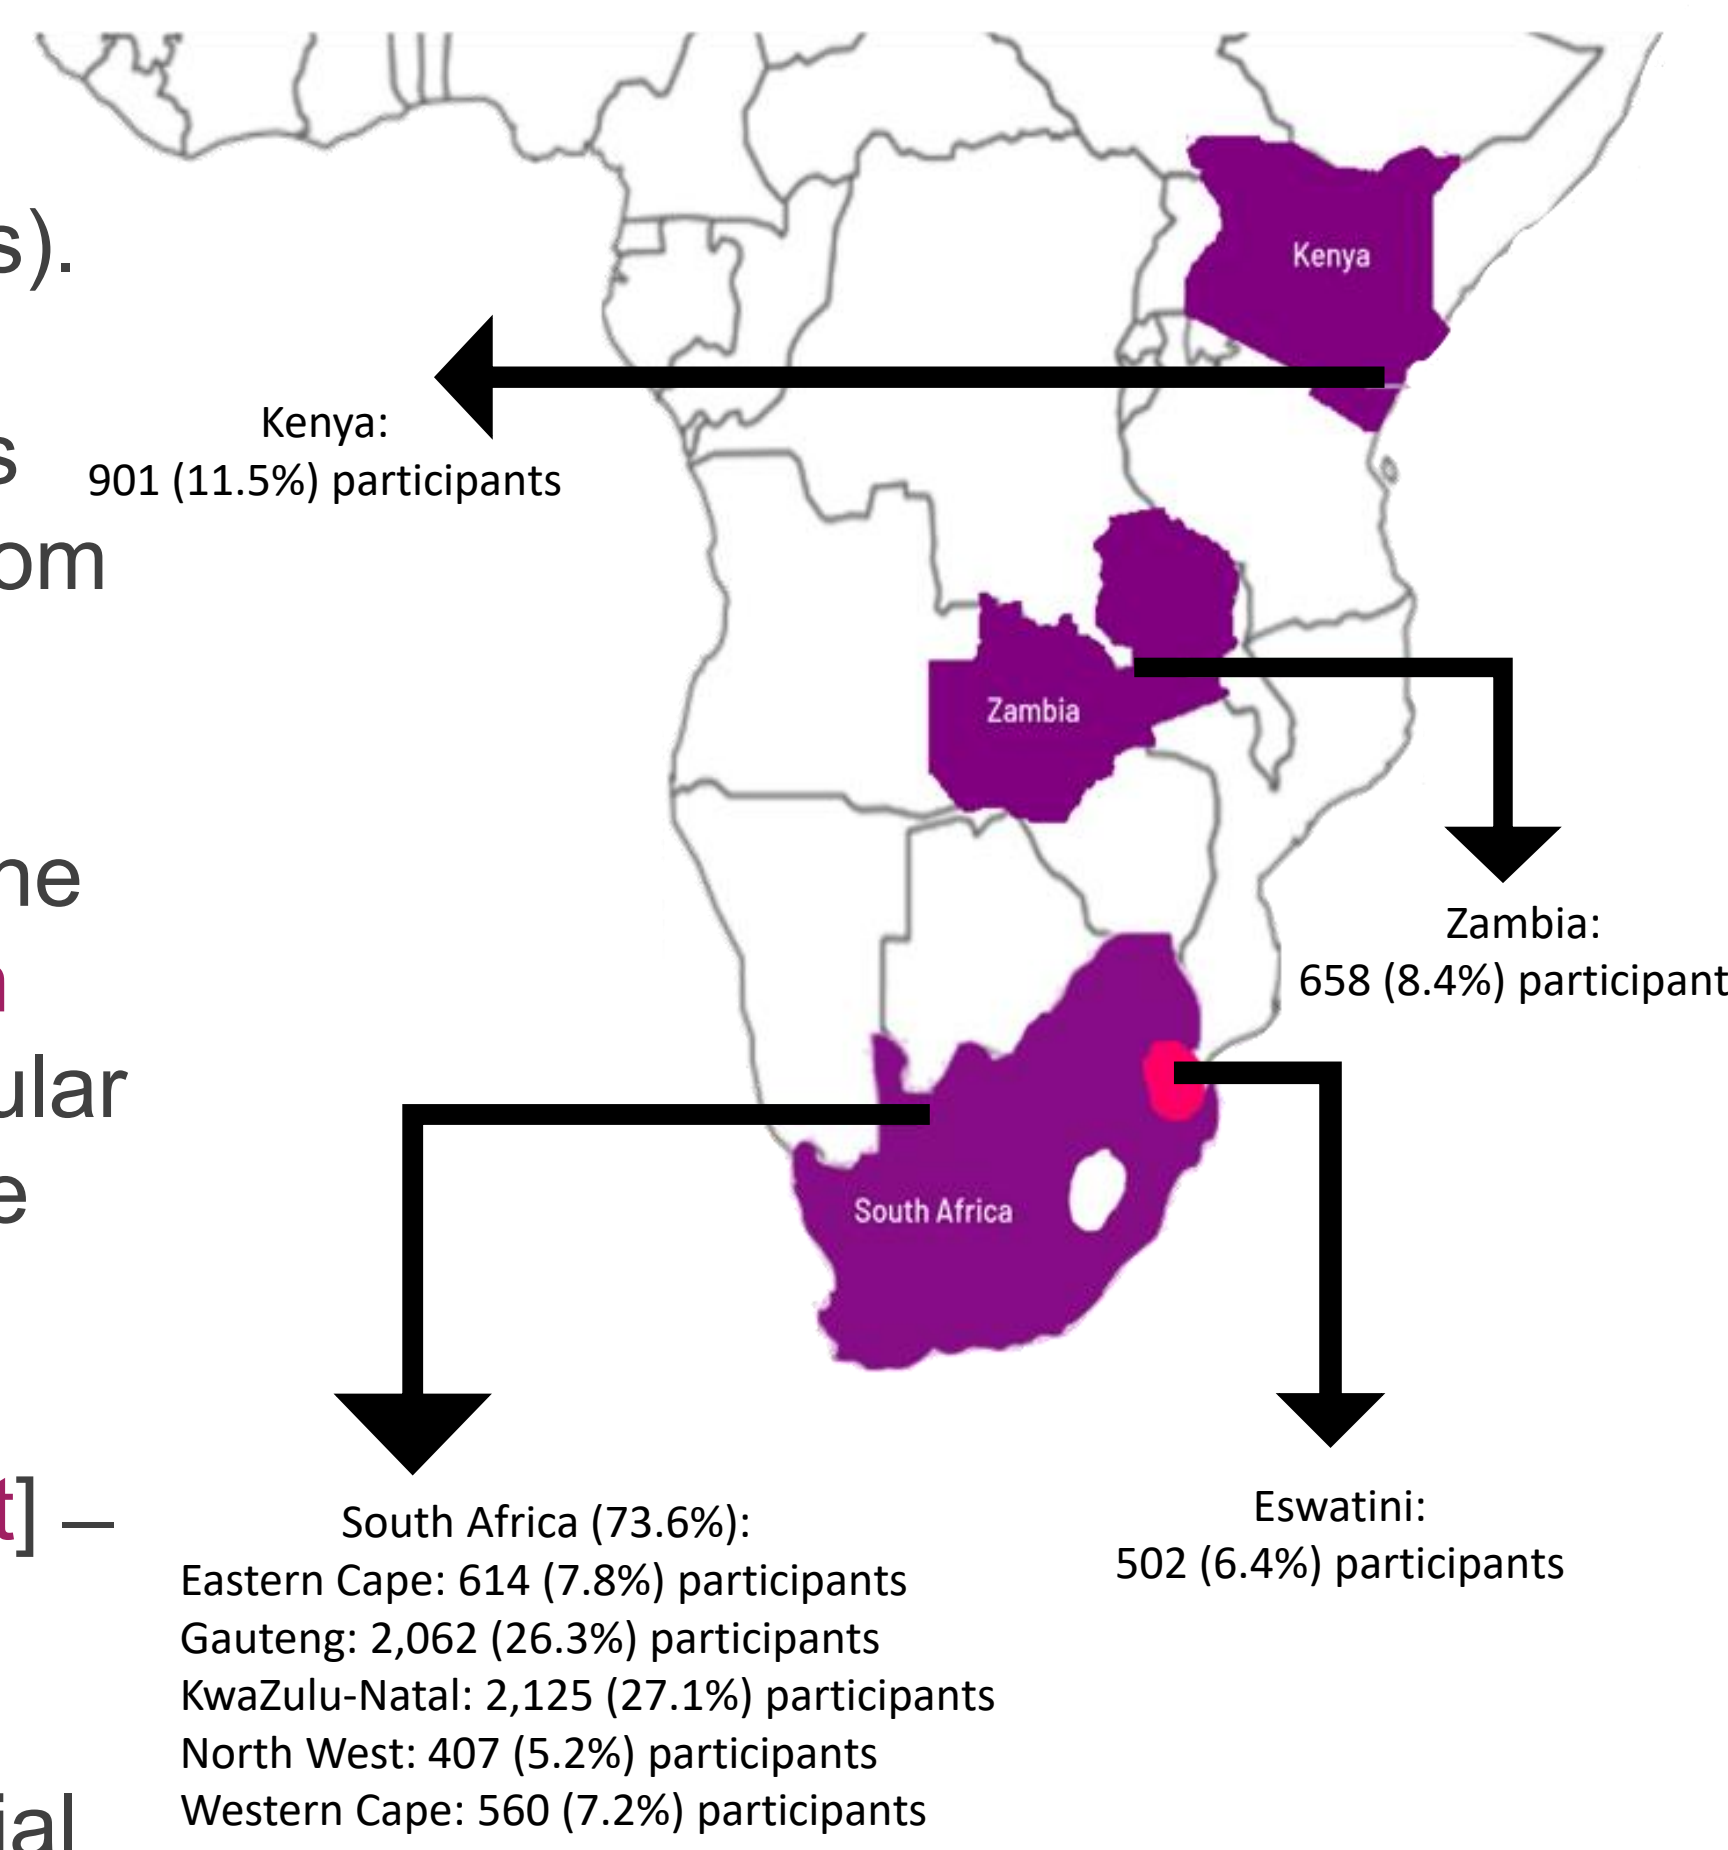 s).
s
om
ne
n
ular
e
t] –
ial
Kenya
Kenya:
901 (11.5%) participants
Zambia
Zambia:
658 (8.4%) participant
South Africa
South Africa (73.6%):
Eastern Cape: 614 (7.8%) participants
Gauteng: 2,062 (26.3%) participants
KwaZulu-Natal: 2,125 (27.1%) participants
North West: 407 (5.2%) participants
Western Cape: 560 (7.2%) participants
Eswatini:
502 (6.4%) participants